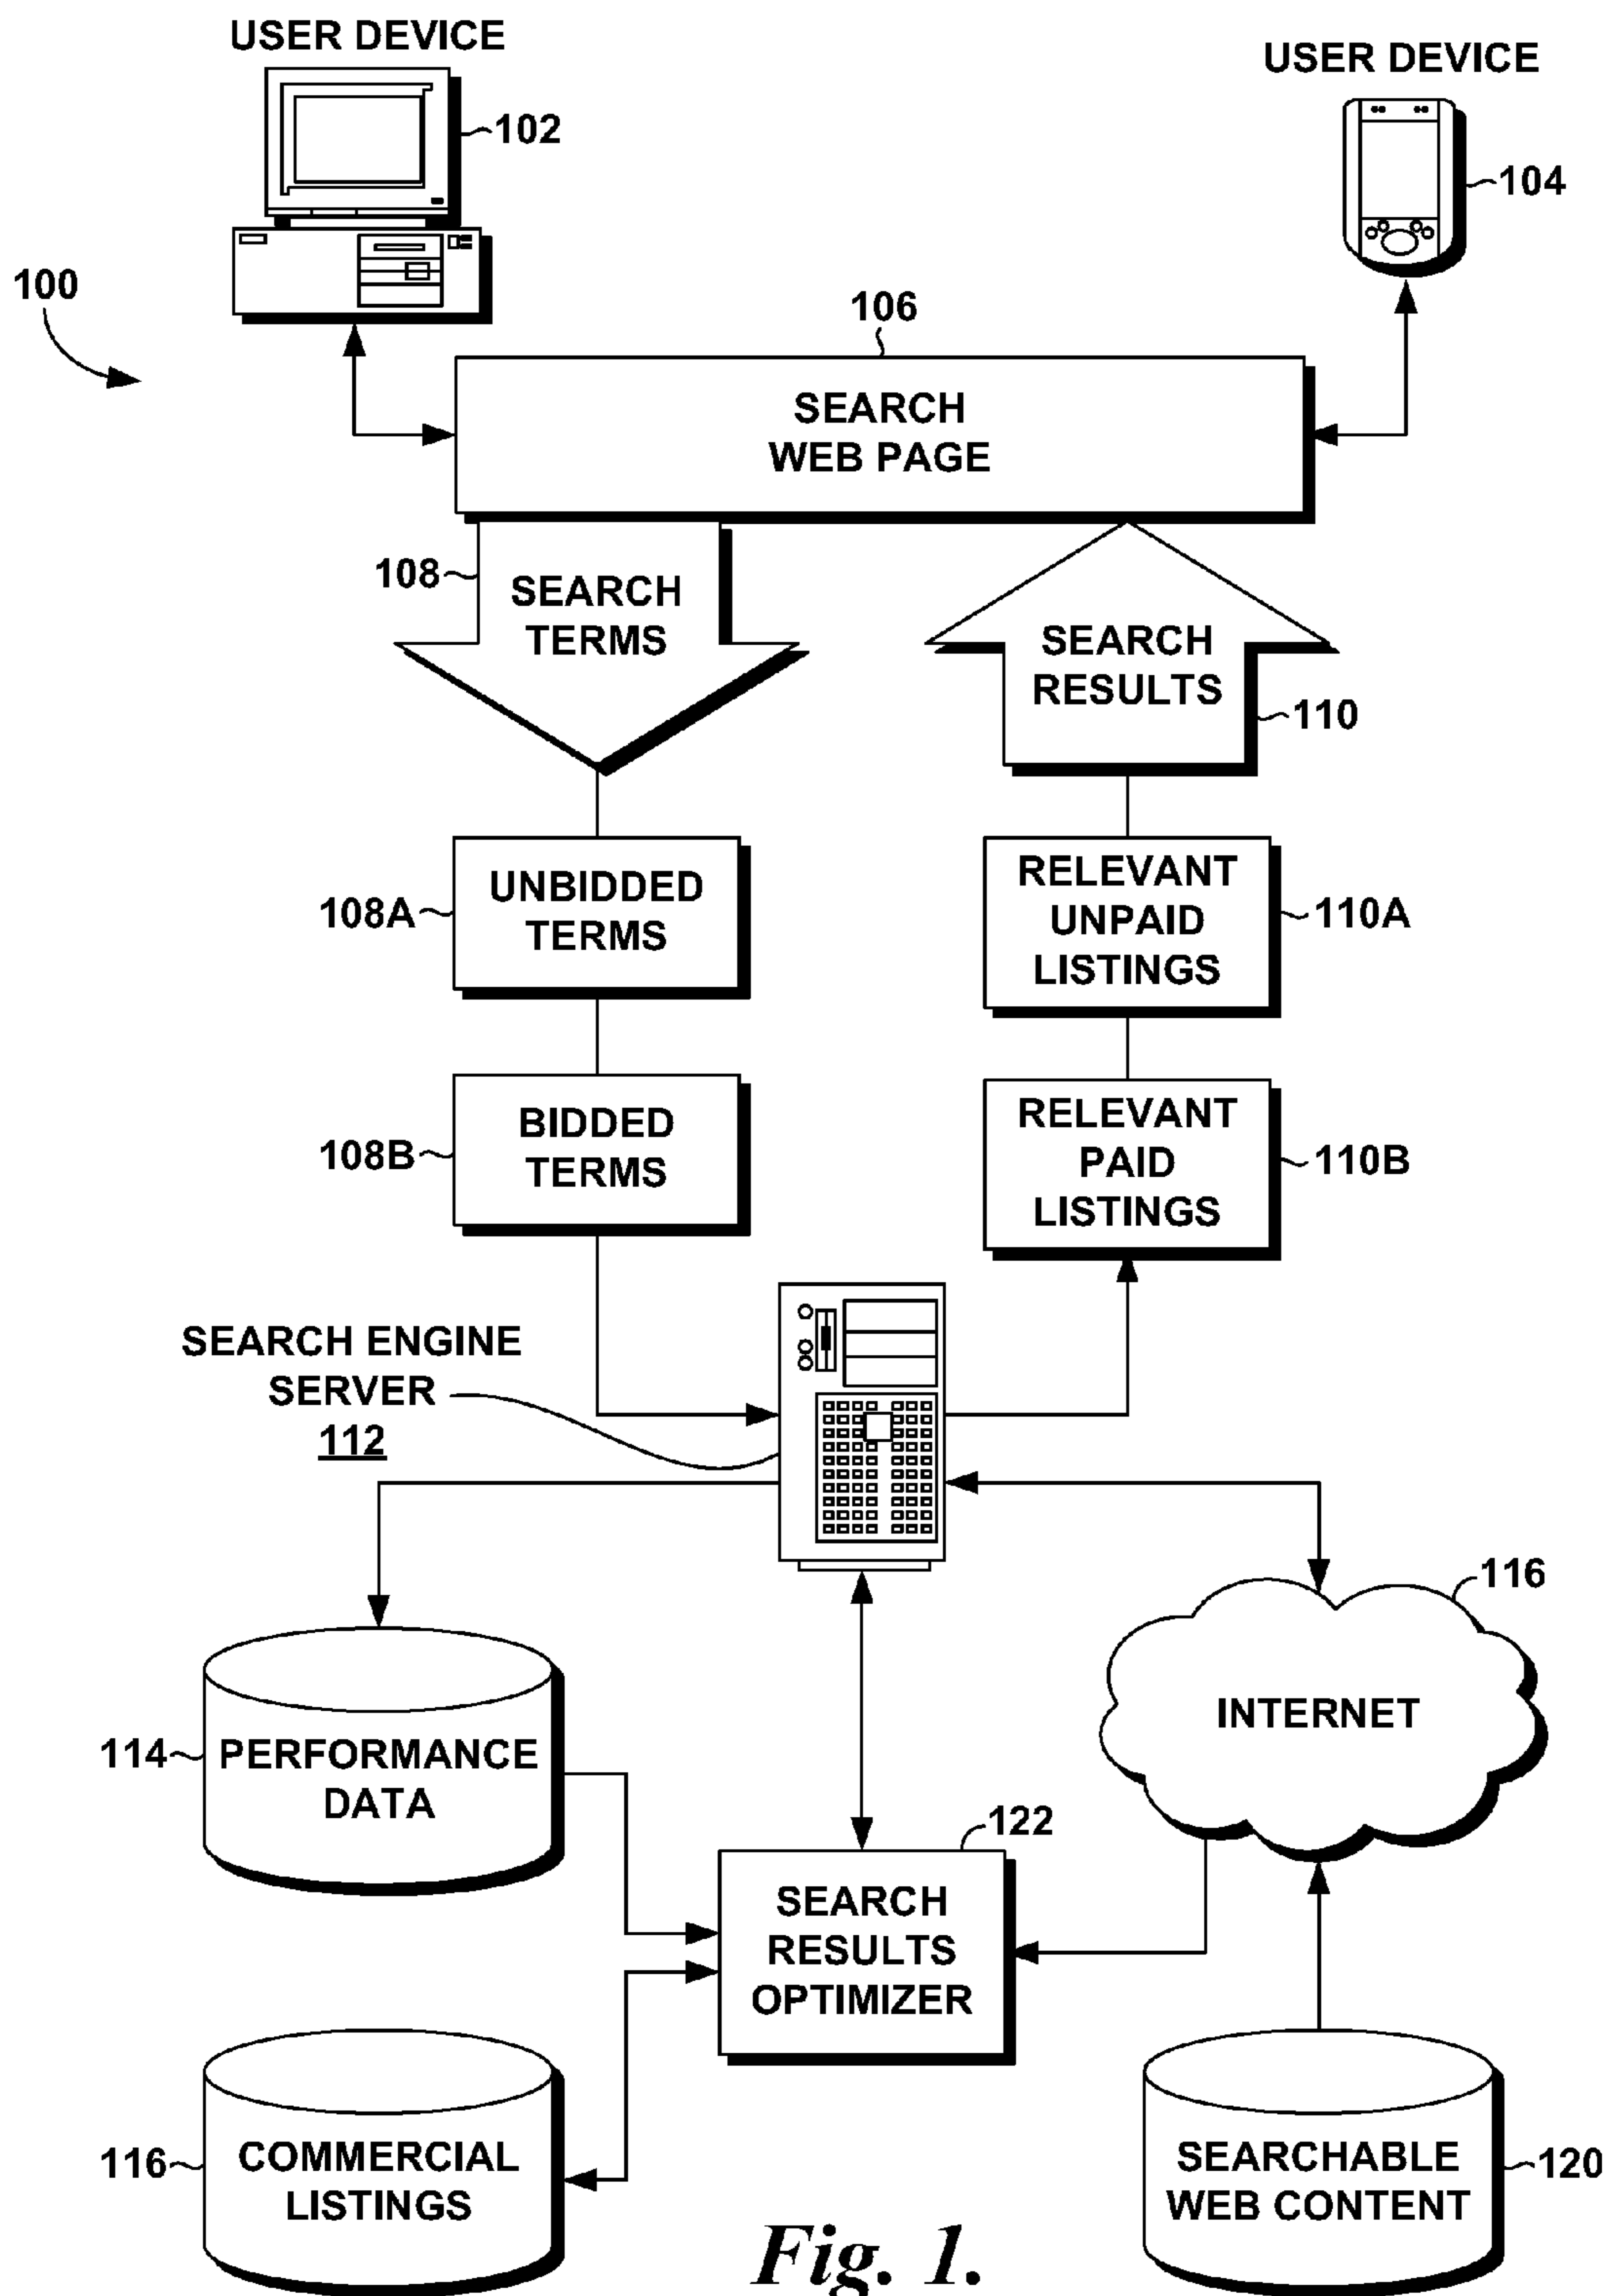 USER DEVICE
USER DEVICE
102
104
100
106
SEARCH
WEB PAGE
108
SEARCH
TERMS
SEARCH
RESULTS
110
UNBIDDED
TERMS
108A
RELEVANT
UNPAID
LISTINGS
110A
BIDDED
TERMS
108B
RELEVANT
PAID
LISTINGS
110B
SEARCH ENGINE
SERVER
112
116
INTERNET
114
PERFORMANCE
DATA
122
SEARCH
RESULTS
OPTIMIZER
116
COMMERCIAL
LISTINGS
SEARCHABLE
WEB CONTENT
120
Fig. 1.